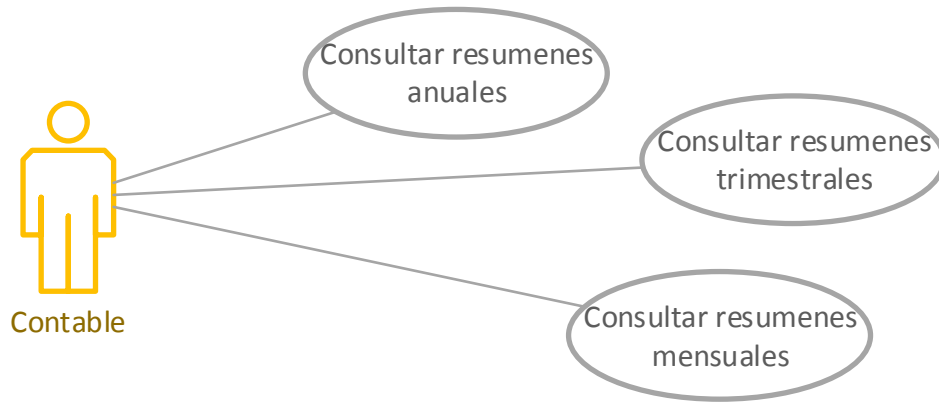 Consultar resumenes
anuales
Consultar resumenes
trimestrales
Consultar resumenes
mensuales
Contable